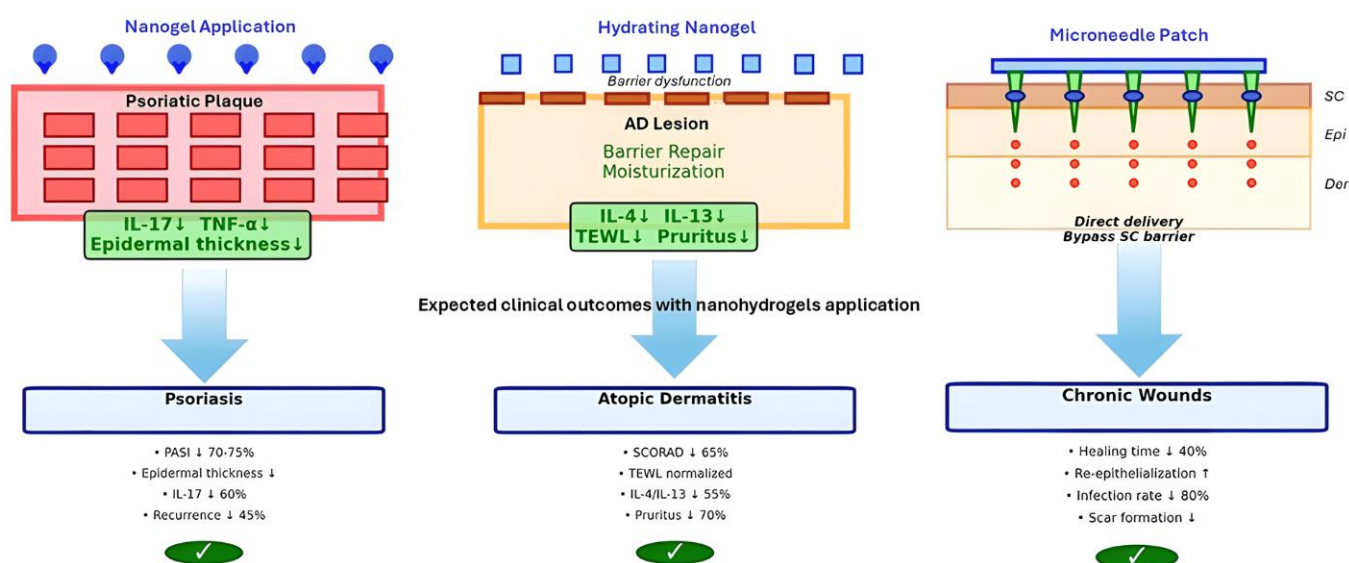 Nanogel Application
Psoriatic Plaque
IL-17↓ TNF-α↓
Epidermal thickness↓
Hydrating Nanogel
Barrier dysfunction
AD Lesion
Barrier Repair
Moisturization
IL-4↓ IL-13↓
TEWL↓ Pruritus↓
Microneedle Patch
SC
Epi
Der
Direct delivery
Bypass SC barrier
Expected clinical outcomes with nanohydrogels application
Psoriasis
• PASI ↓ 70-75%
• Epidermal thickness ↓
• IL-17 ↓ 60%
• Recurrence ↓ 45%
✓
Atopic Dermatitis
• SCORAD ↓ 65%
• TEWL normalized
• IL-4/IL-13 ↓ 55%
• Pruritus ↓ 70%
✓
Chronic Wounds
• Healing time ↓ 40%
• Re-epithelialization ↑
• Infection rate ↓ 80%
• Scar formation ↓
✓